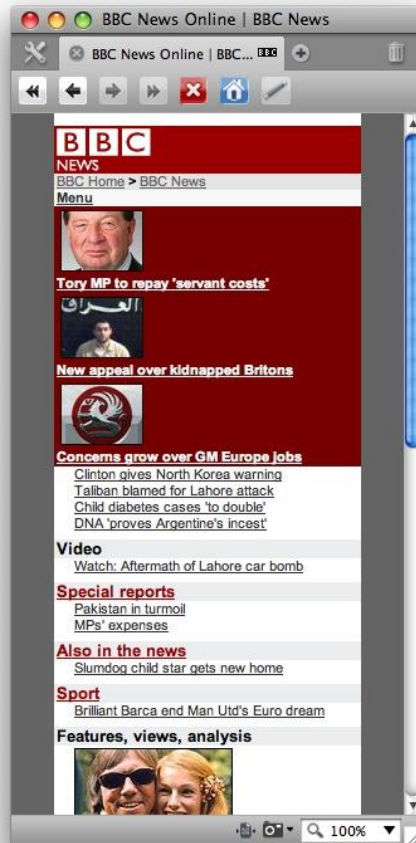 BBC News Online | BBC News
BBC News Online | BBC... BBC
BBC
NEWS
BBC Home > BBC News
Menu
Tory MP to repay 'servant costs'
العراق
New appeal over kidnapped Britons
Concerns grow over GM Europe jobs
Clinton gives North Korea warning
Taliban blamed for Lahore attack
Child diabetes cases 'to double'
DNA 'proves Argentine's incest'
Video
Watch: Aftermath of Lahore car bomb
Special reports
Pakistan in turmoil
MPs' expenses
Also in the news
Slumdog child star gets new home
Sport
Brilliant Barca end Man Utd's Euro dream
Features, views, analysis
100%